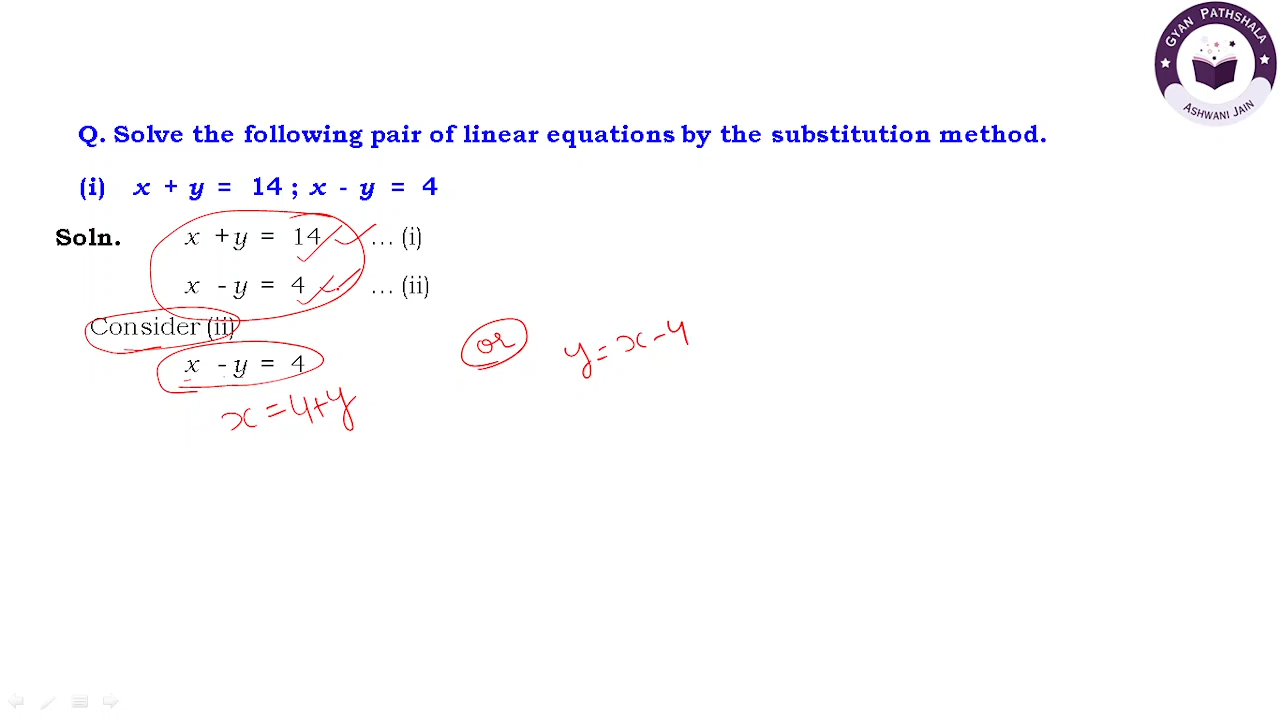 GYAN PATHSHALA
ASHWANI JAIN
Q. Solve the following pair of linear equations by the substitution method.
(i) x + y = 14 ; x - y = 4
Soln. x + y = 14 ... (i)
x - y = 4 ... (ii)
Consider (ii)
x - y = 4
or y = x - 4
x = 4 + y